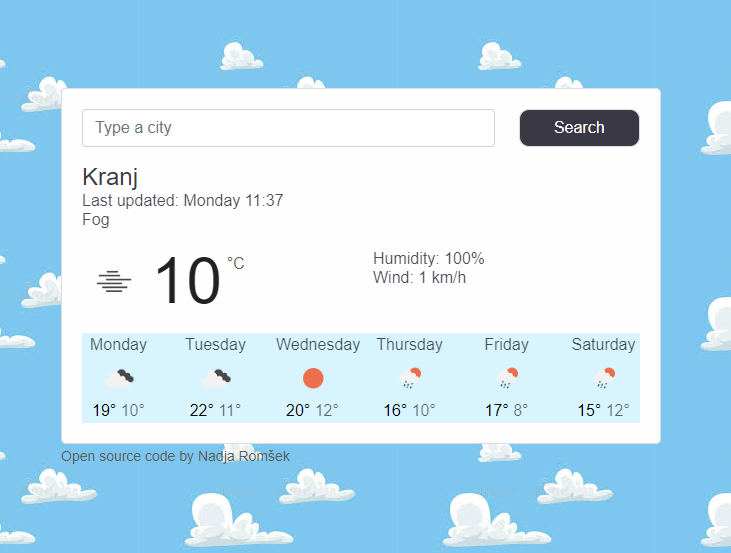 Type a city
Search
Kranj
Last updated: Monday 11:37
Fog
10 °C
Humidity: 100%
Wind: 1 km/h
Monday Tuesday Wednesday Thursday Friday Saturday
19° 10° 22° 11° 20° 12° 16° 10° 17° 8° 15° 12°
Open source code by Nadja Romšek